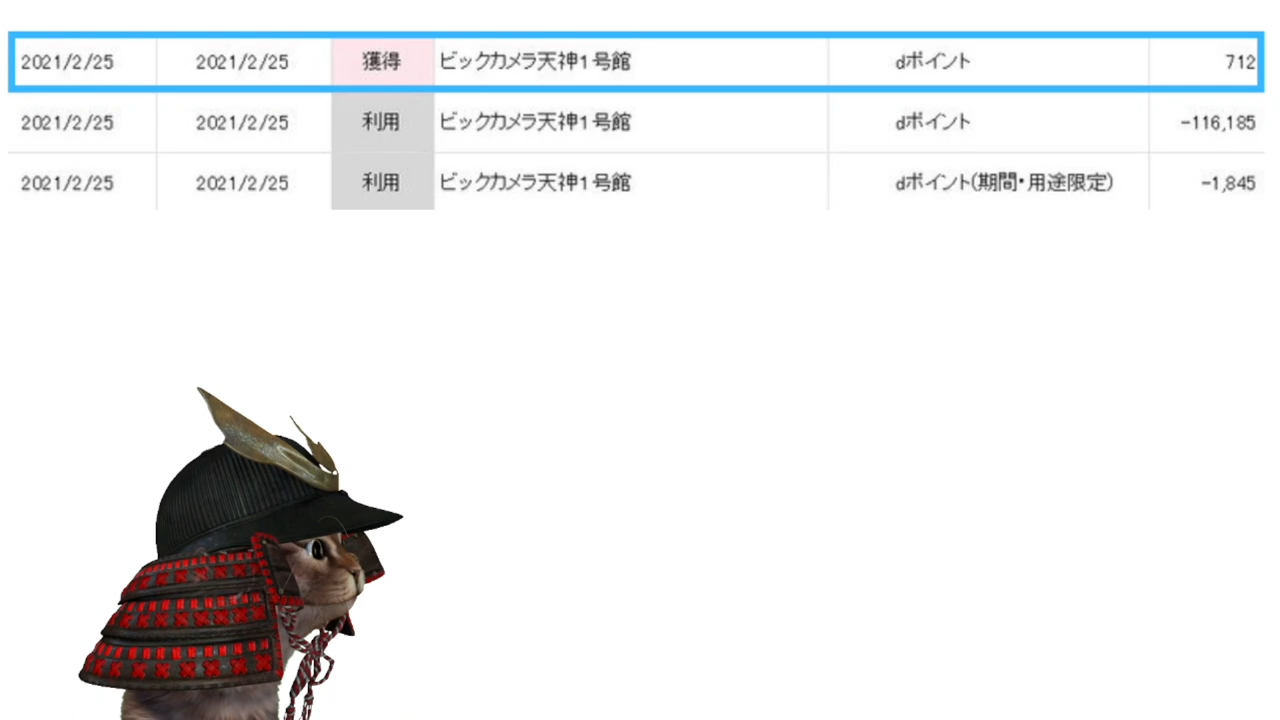 2021/2/25 2021/2/25 獲得 ビックカメラ天神1号館 dポイント 712
2021/2/25 2021/2/25 利用 ビックカメラ天神1号館 dポイント -116,185
2021/2/25 2021/2/25 利用 ビックカメラ天神1号館 dポイント(期間・用途限定) -1,845